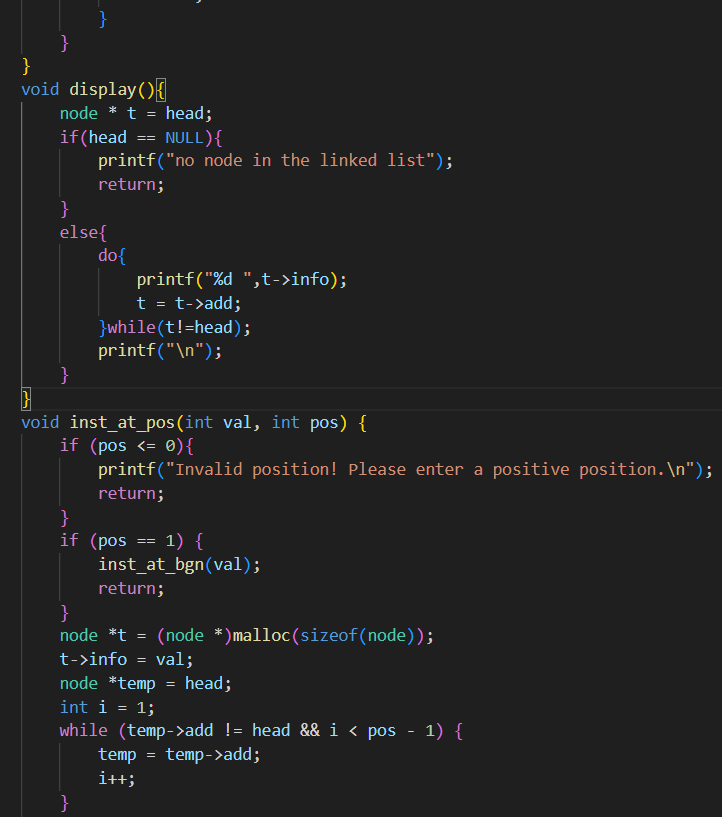 }
    }
}
void display(){
    node * t = head;
    if(head == NULL){
        printf("no node in the linked list");
        return;
    }
    else{
        do{
            printf("%d ",t->info);
            t = t->add;
        }while(t!=head);
        printf("\n");
    }
}
void inst_at_pos(int val, int pos) {
    if (pos <= 0){
        printf("Invalid position! Please enter a positive position.\n");
        return;
    }
    if (pos == 1) {
        inst_at_bgn(val);
        return;
    }
    node *t = (node *)malloc(sizeof(node));
    t->info = val;
    node *temp = head;
    int i = 1;
    while (temp->add != head && i < pos - 1) {
        temp = temp->add;
        i++;
    }